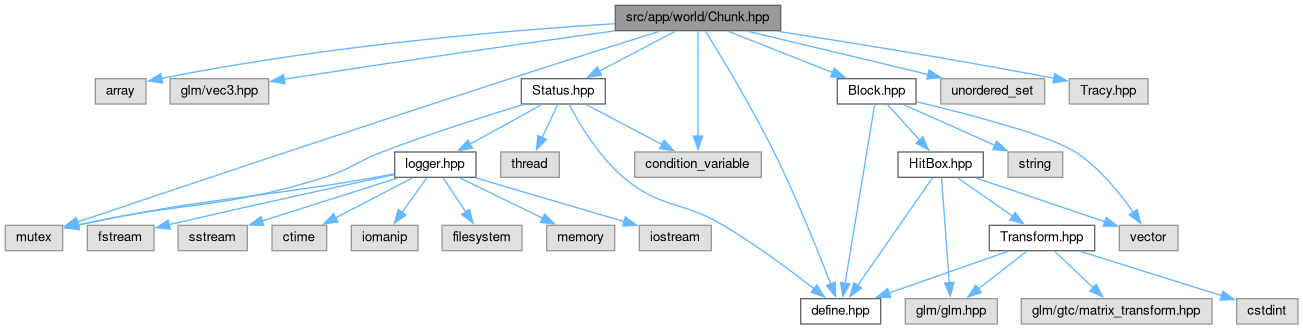 src/app/world/Chunk.hpp
array
glm/vec3.hpp
Status.hpp
Block.hpp
unordered_set
Tracy.hpp
logger.hpp
thread
condition_variable
HitBox.hpp
string
mutex
fstream
sstream
ctime
iomanip
filesystem
memory
iostream
Transform.hpp
vector
define.hpp
glm/glm.hpp
glm/gtc/matrix_transform.hpp
cstdint